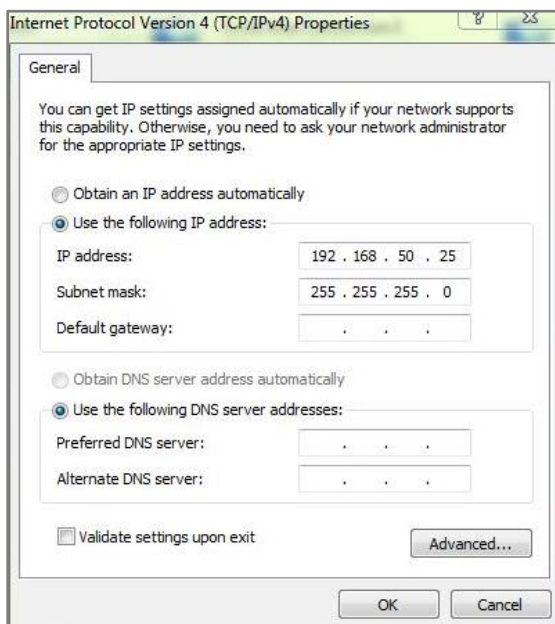 Internet Protocol Version 4 (TCP/IPv4) Properties
General
You can get IP settings assigned automatically if your network supports
this capability. Otherwise, you need to ask your network administrator
for the appropriate IP settings.
Obtain an IP address automatically
Use the following IP address:
IP address: 192 . 168 . 50 . 25
Subnet mask: 255 . 255 . 255 . 0
Default gateway: . . .
Obtain DNS server address automatically
Use the following DNS server addresses:
Preferred DNS server: . . .
Alternate DNS server: . . .
Validate settings upon exit
Advanced...
OK Cancel